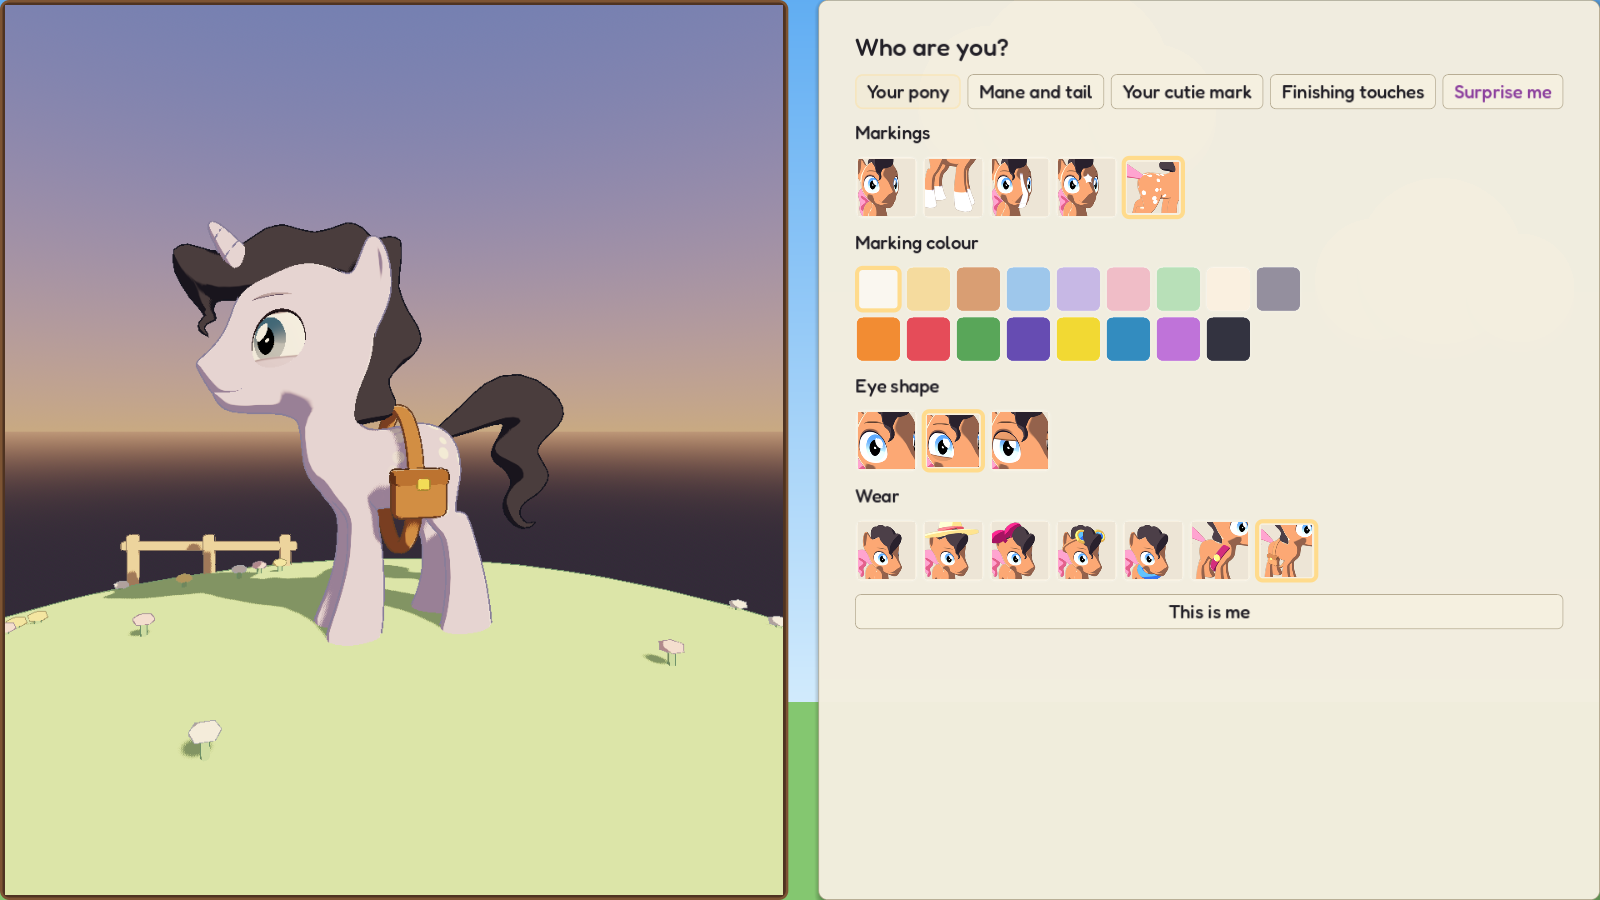 Who are you?
Your pony
Mane and tail
Your cutie mark
Finishing touches
Surprise me
Markings
Marking colour
Eye shape
Wear
This is me